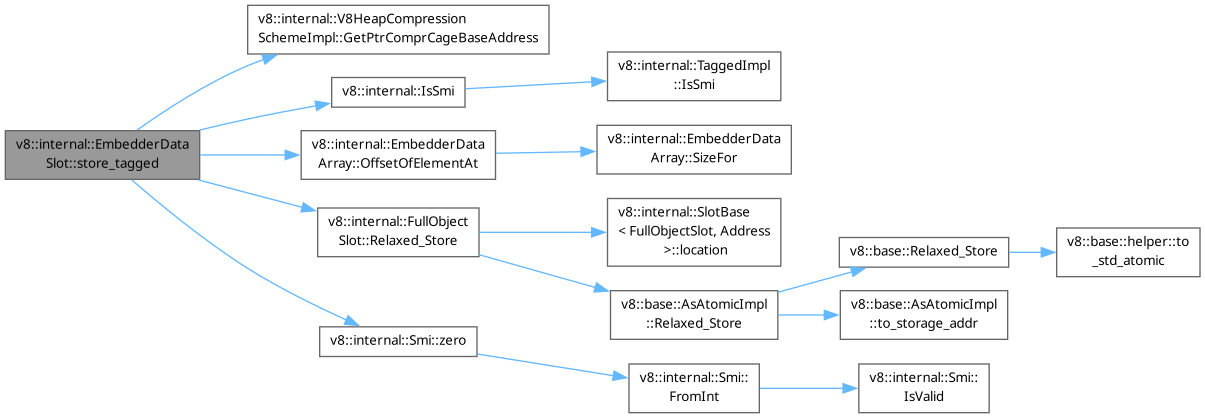 v8::internal::V8HeapCompression
SchemeImpl::GetPtrComprCageBaseAddress
v8::internal::TaggedImpl
::IsSmi
v8::internal::IsSmi
v8::internal::EmbedderData
Slot::store_tagged
v8::internal::EmbedderData
Array::OffsetOfElementAt
v8::internal::EmbedderData
Array::SizeFor
v8::internal::FullObject
Slot::Relaxed_Store
v8::internal::SlotBase
< FullObjectSlot, Address
>::location
v8::base::Relaxed_Store
v8::base::helper::to
_std_atomic
v8::base::AsAtomicImpl
::Relaxed_Store
v8::base::AsAtomicImpl
::to_storage_addr
v8::internal::Smi::zero
v8::internal::Smi::
FromInt
v8::internal::Smi::
IsValid